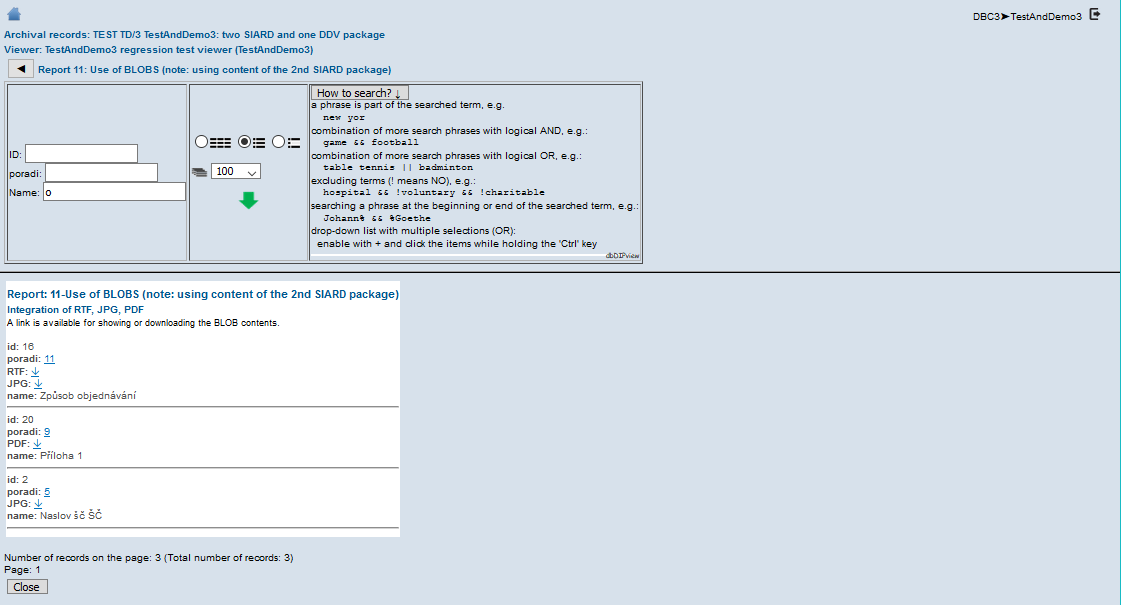 DBC3➤TestAndDemo3
Archival records: TEST TD/3 TestAndDemo3: two SIARD and one DDV package
Viewer: TestAndDemo3 regression test viewer (TestAndDemo3)
◄ Report 11: Use of BLOBS (note: using content of the 2nd SIARD package)
ID:
poradi:
Name: o
100
How to search? ↓
a phrase is part of the searched term, e.g.
new yor
combination of more search phrases with logical AND, e.g.:
game && football
combination of more search phrases with logical OR, e.g.:
table tennis || badminton
excluding terms (! means NO), e.g.:
hospital && !voluntary && !charitable
searching a phrase at the beginning or end of the searched term, e.g.:
Johann% && %Goethe
drop-down list with multiple selections (OR):
enable with + and click the items while holding the 'Ctrl' key
dbDIPview
Report: 11-Use of BLOBS (note: using content of the 2nd SIARD package)
Integration of RTF, JPG, PDF
A link is available for showing or downloading the BLOB contents.
id: 16
poradi: 11
RTF: ↓
JPG: ↓
name: Způsob objednávání
id: 20
poradi: 9
PDF: ↓
name: Příloha 1
id: 2
poradi: 5
JPG: ↓
name: Naslov šč ŠČ
Number of records on the page: 3 (Total number of records: 3)
Page: 1
Close